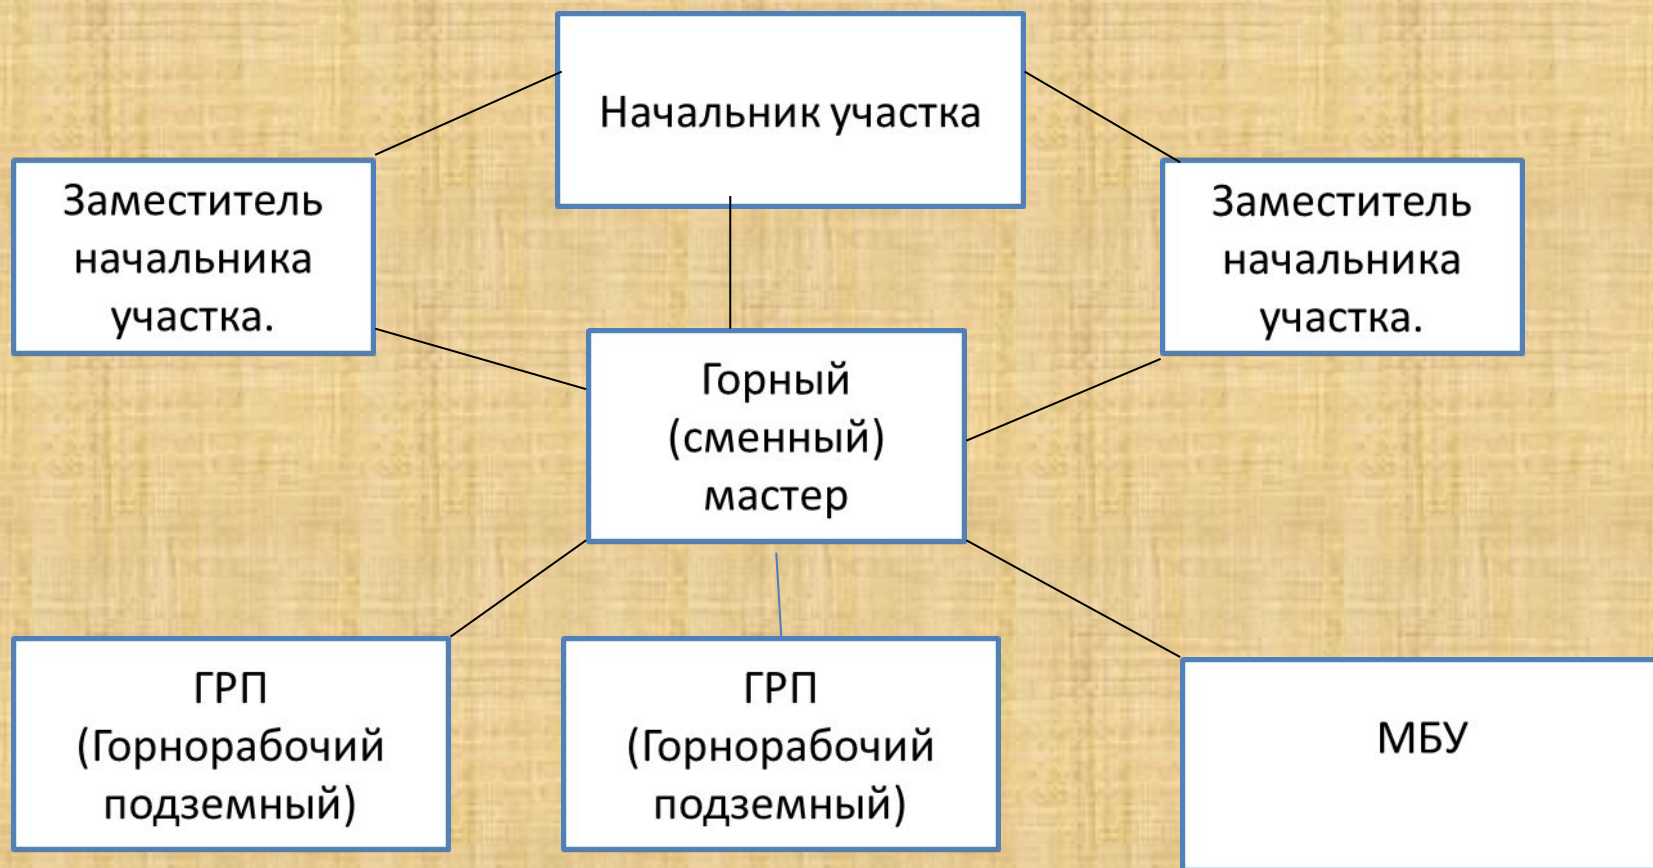 Начальник участка
Заместитель
начальника
участка.
Заместитель
начальника
участка.
Горный
(сменный)
мастер
ГРП
(Горнорабочий
подземный)
ГРП
(Горнорабочий
подземный)
МБУ